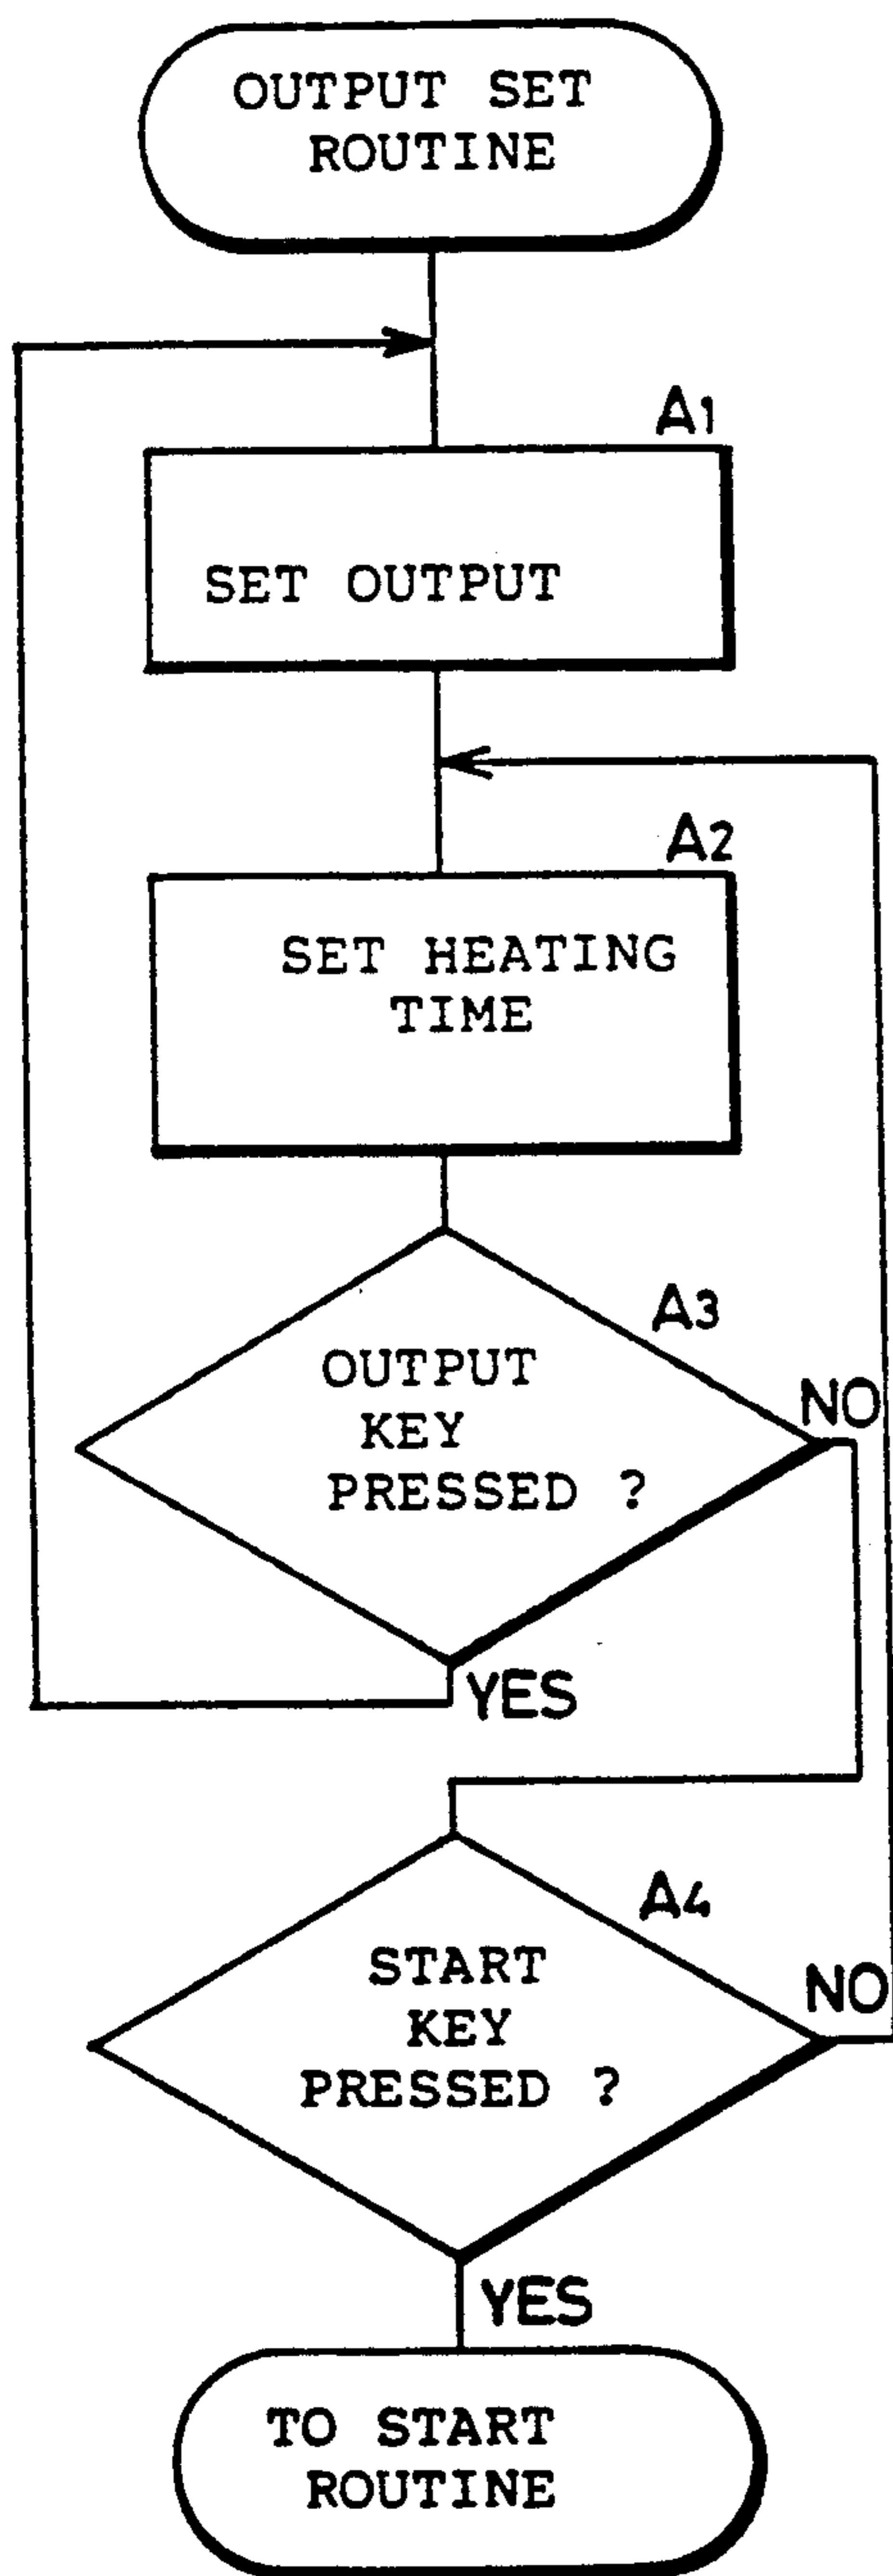 OUTPUT SET
ROUTINE
A1
SET OUTPUT
A2
SET HEATING
TIME
A3
OUTPUT
KEY
PRESSED ?
NO
YES
A4
START
KEY
PRESSED ?
NO
YES
TO START
ROUTINE